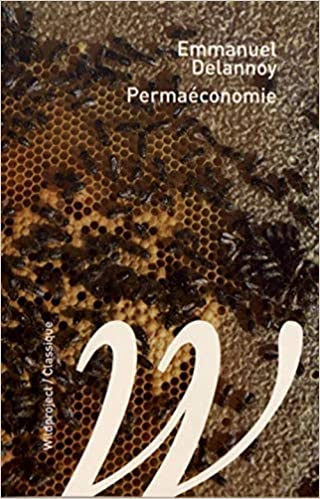 Emmanuel
Delannoy
Permaéconomie
Wildproject / Classique
W